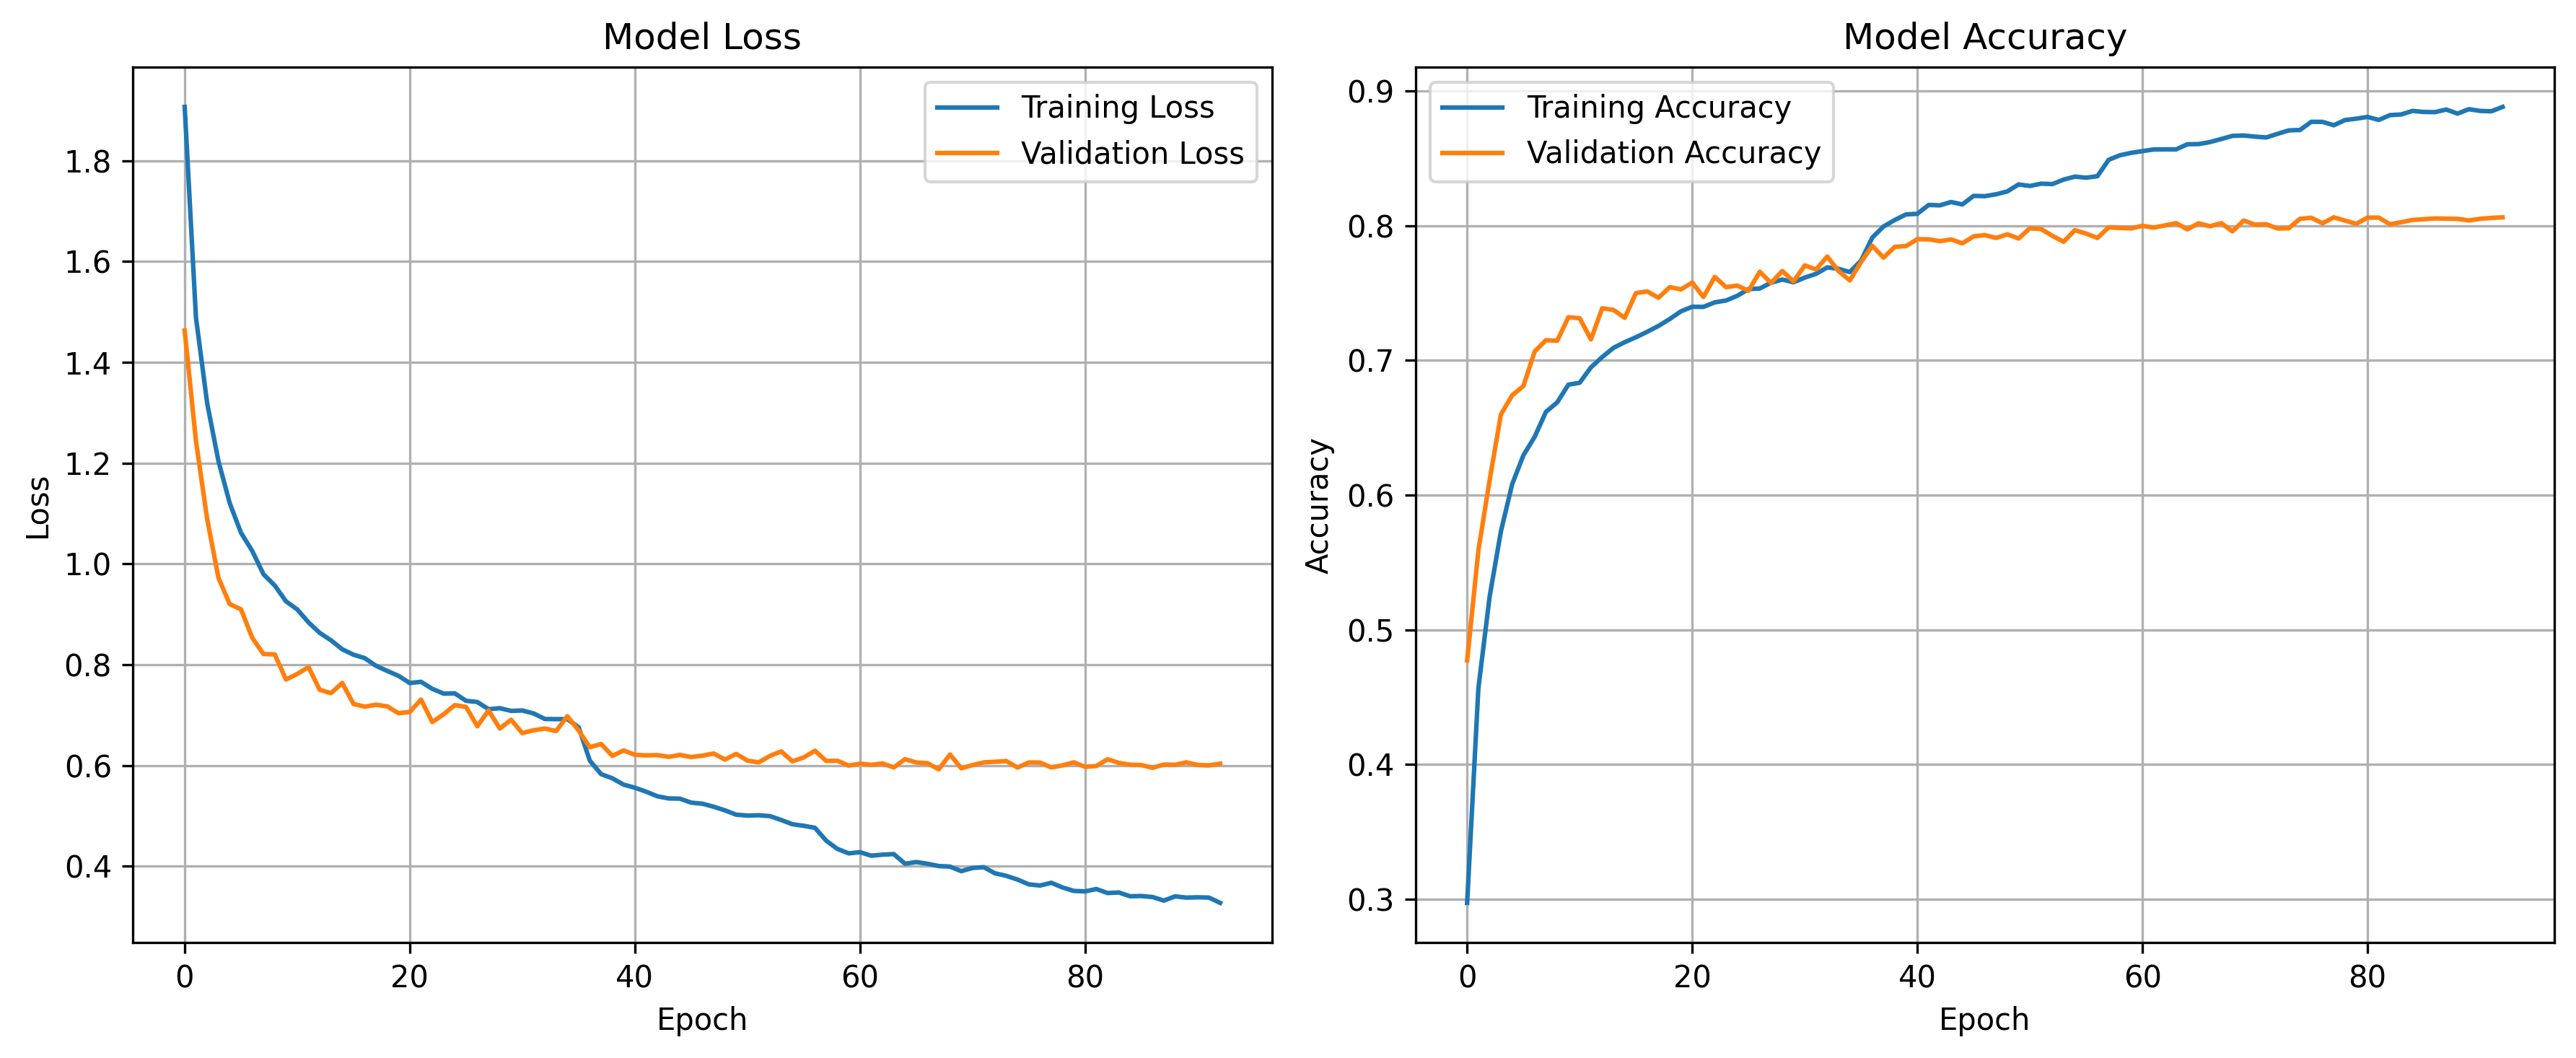 Model Loss
Training Loss
Validation Loss
1.8
1.6
1.4
1.2
1.0
0.8
0.6
0.4
Loss
0 20 40 60 80
Epoch
Model Accuracy
Training Accuracy
Validation Accuracy
0.9
0.8
0.7
0.6
0.5
0.4
0.3
Accuracy
0 20 40 60 80
Epoch